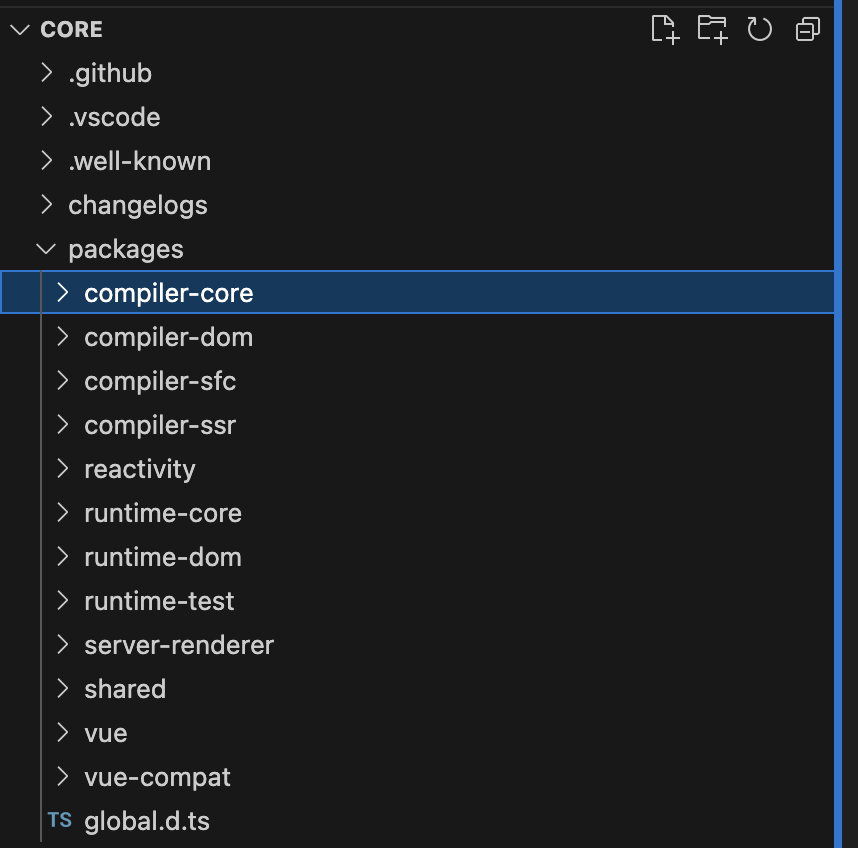 CORE
.github
.vscode
.well-known
changelogs
packages
compiler-core
compiler-dom
compiler-sfc
compiler-ssr
reactivity
runtime-core
runtime-dom
runtime-test
server-renderer
shared
vue
vue-compat
TS global.d.ts